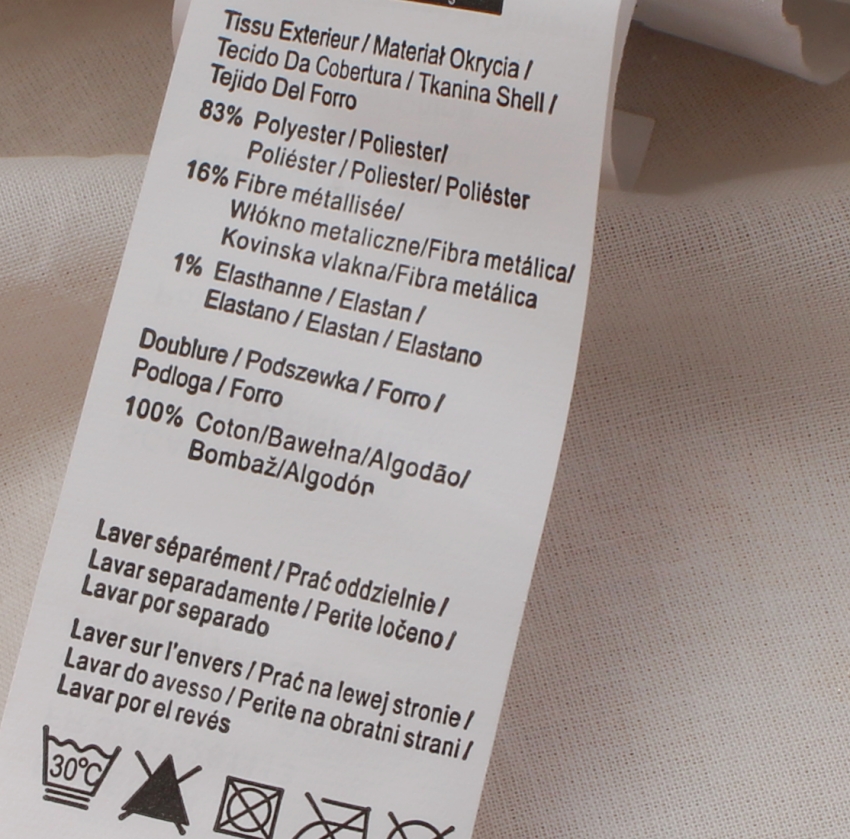 Tissu Exterieur / Materiał Okrycia /
Tecido Da Cobertura / Tkanina Shell /
Tejido Del Forro
83% Polyester / Poliester/
Poliéster / Poliester/ Poliéster
16% Fibre métallisée/
Włókno metaliczne/Fibra metálica/
Kovinska vlakna/Fibra metálica
1% Elasthanne / Elastan /
Elastano / Elastan / Elastano
Doublure / Podszewka / Forro /
Podloga / Forro
100% Coton/Bawełna/Algodão/
Bombaž/Algodón
Laver séparément / Prać oddzielnie /
Lavar separadamente / Perite ločeno /
Lavar por separado
Laver sur l'envers / Prać na lewej stronie /
Lavar do avesso / Perite na obratni strani /
Lavar por el revés
30°C